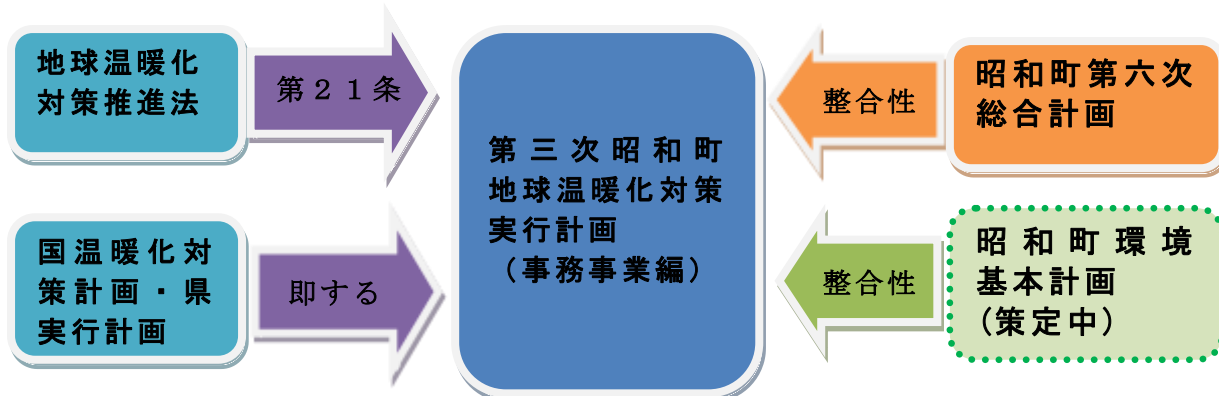 地球温暖化
対策推進法
第２１条
国温暖化対
策計画・県
実行計画
即する
第三次昭和町
地球温暖化対策
実行計画
（事務事業編）
整合性
昭和町第六次
総合計画
整合性
昭和町環境
基本計画
(策定中)